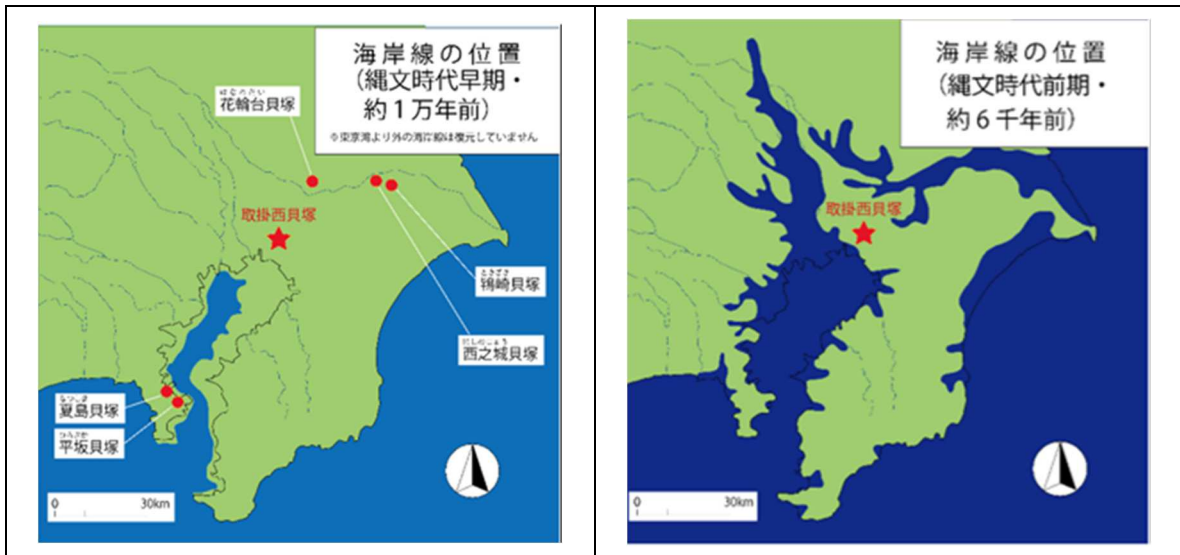 海岸線の位置
（縄文時代早期・
約１万年前）
※東京湾より外の海岸線は復元していません
はなわだい
花輪台貝塚
取掛西貝塚
ときざき
鴇崎貝塚
にしのじょう
西之城貝塚
なつしま
夏島貝塚
ひらさか
平坂貝塚
0
30km
海岸線の位置
（縄文時代前期・
約６千年前）
取掛西貝塚
0
30km